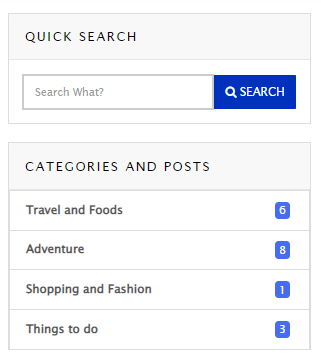 QUICK SEARCH
Search What?
SEARCH
CATEGORIES AND POSTS
Travel and Foods 6
Adventure 8
Shopping and Fashion 1
Things to do 3